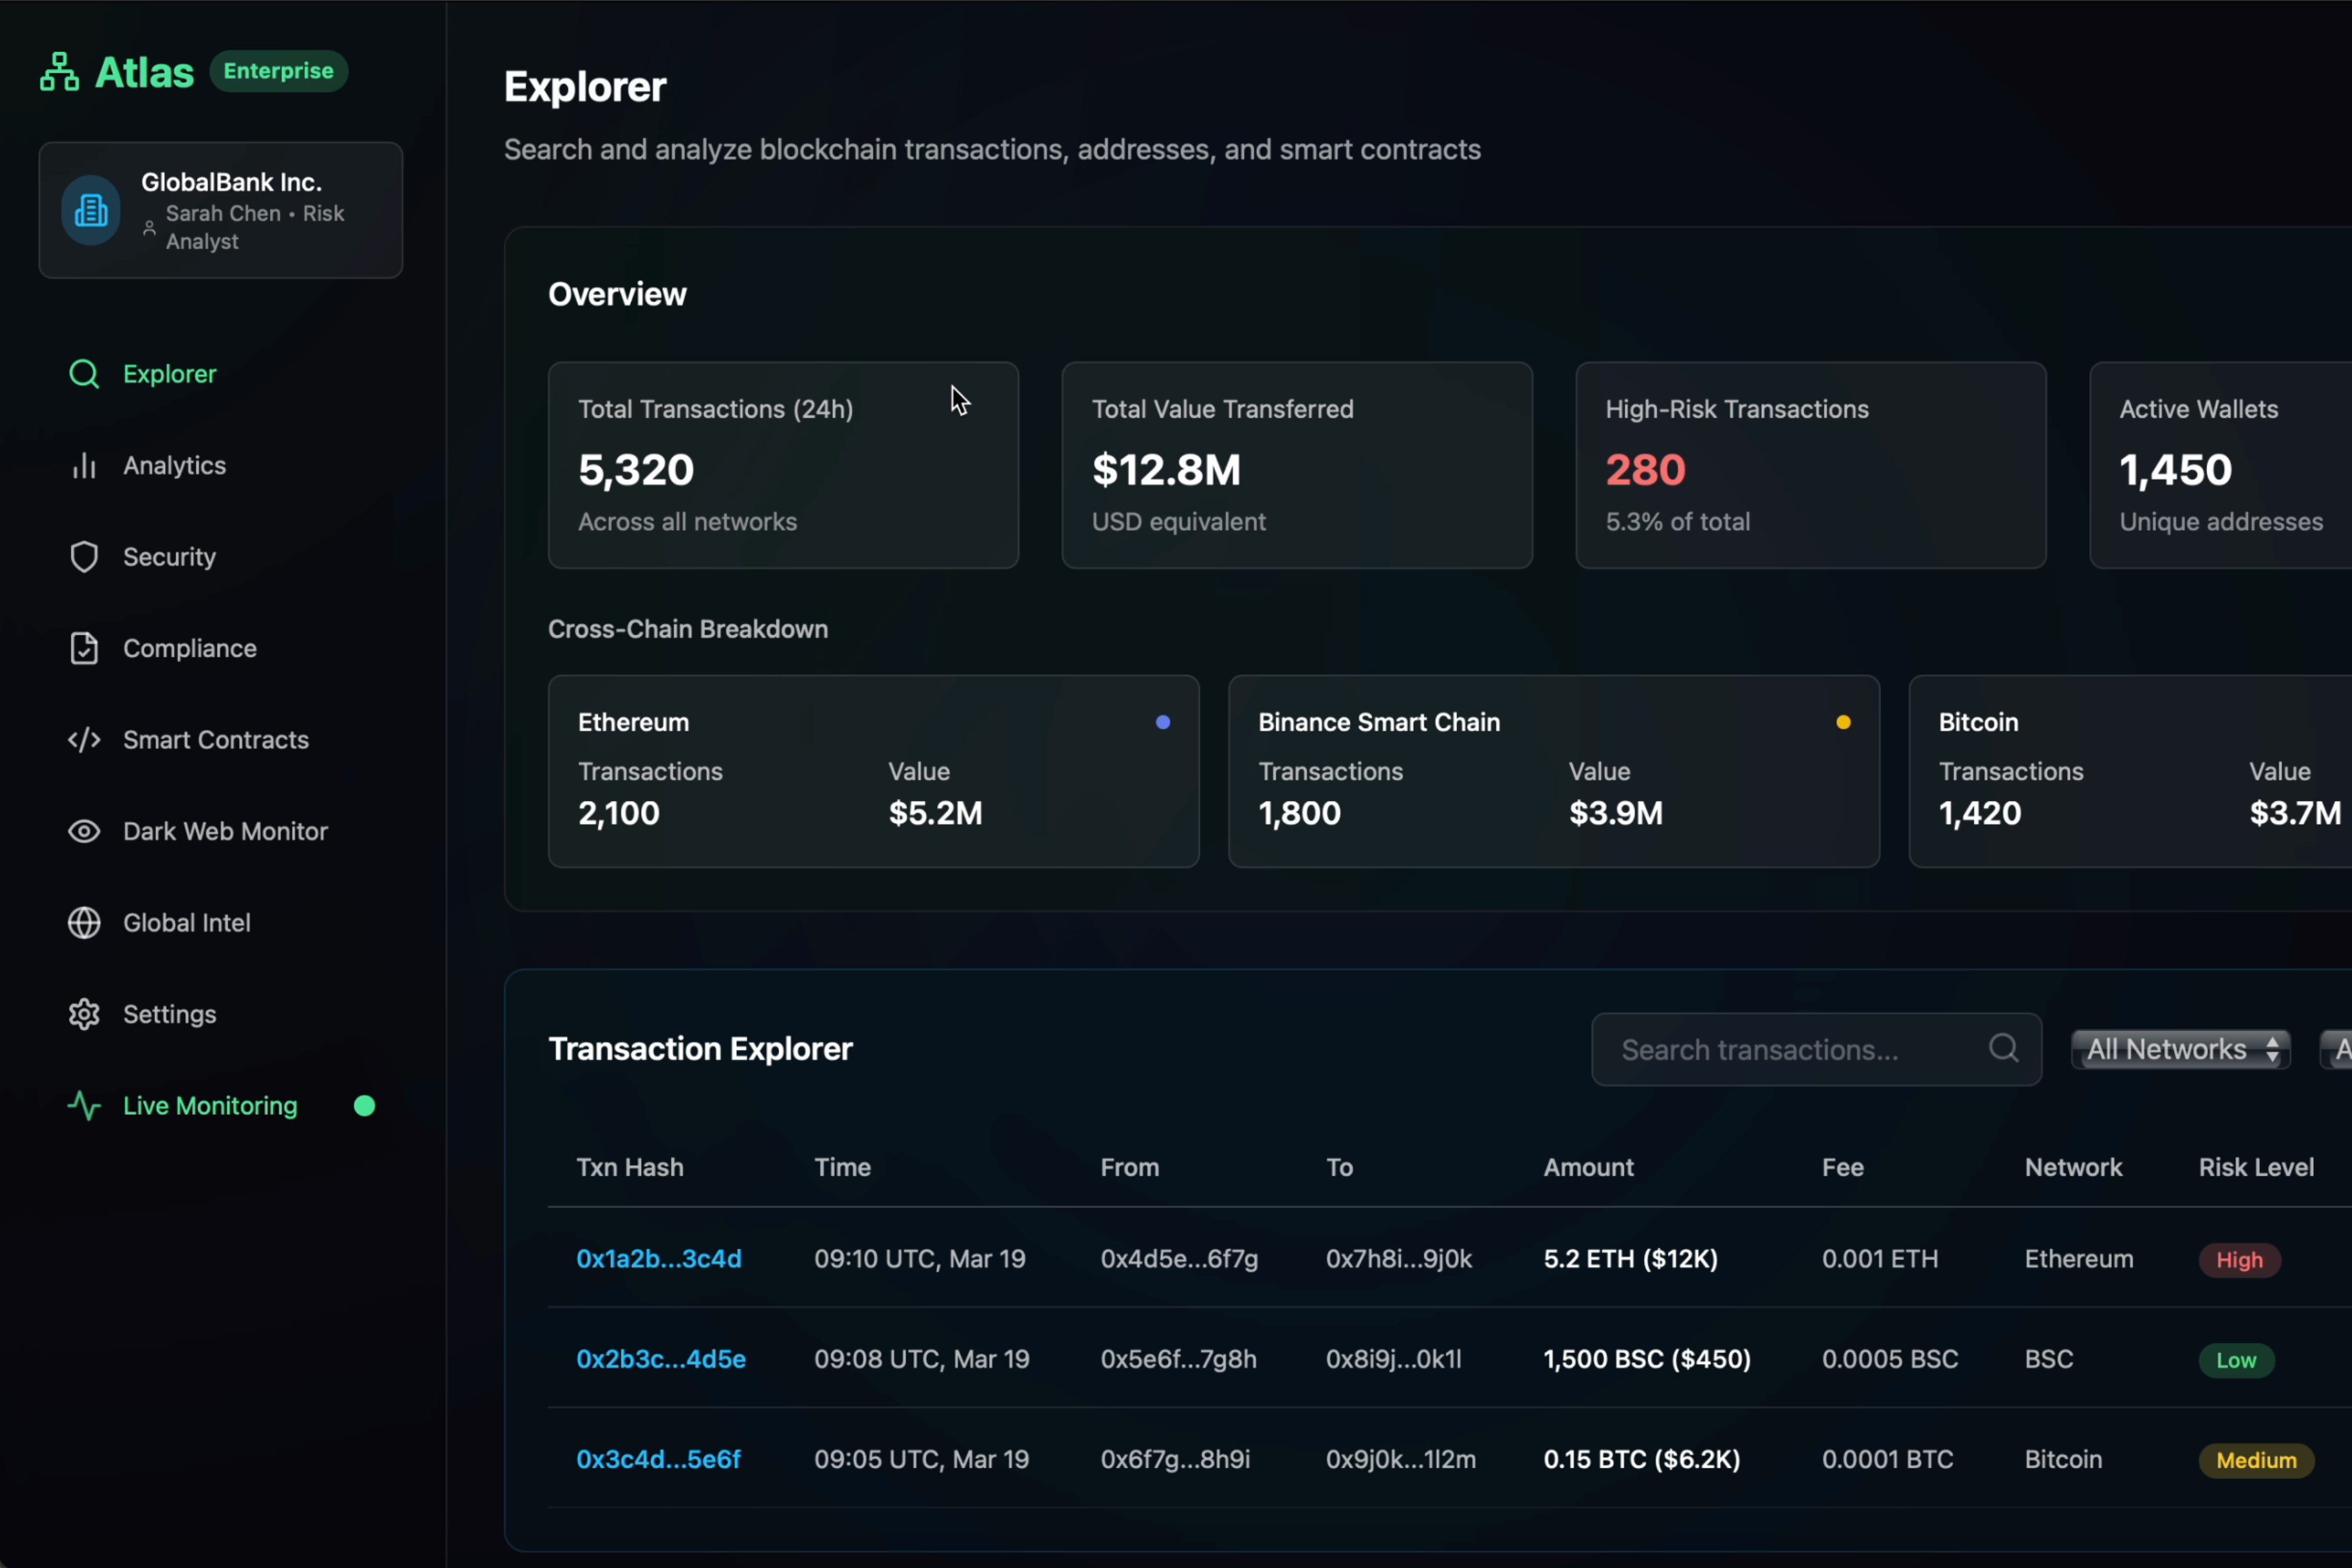 Atlas Enterprise
GlobalBank Inc.
Sarah Chen • Risk
Analyst
Explorer
Analytics
Security
Compliance
Smart Contracts
Dark Web Monitor
Global Intel
Settings
Live Monitoring
Explorer
Search and analyze blockchain transactions, addresses, and smart contracts
Overview
Total Transactions (24h)
5,320
Across all networks
Total Value Transferred
$12.8M
USD equivalent
High-Risk Transactions
280
5.3% of total
Active Wallets
1,450
Unique addresses
Cross-Chain Breakdown
Ethereum
Transactions Value
2,100 $5.2M
Binance Smart Chain
Transactions Value
1,800 $3.9M
Bitcoin
Transactions Value
1,420 $3.7M
Transaction Explorer Search transactions... All Networks
Txn Hash Time From To Amount Fee Network Risk Level
0x1a2b...3c4d 09:10 UTC, Mar 19 0x4d5e...6f7g 0x7h8i...9j0k 5.2 ETH ($12K) 0.001 ETH Ethereum High
0x2b3c...4d5e 09:08 UTC, Mar 19 0x5e6f...7g8h 0x8i9j...0k1l 1,500 BSC ($450) 0.0005 BSC BSC Low
0x3c4d...5e6f 09:05 UTC, Mar 19 0x6f7g...8h9i 0x9j0k...1l2m 0.15 BTC ($6.2K) 0.0001 BTC Bitcoin Medium